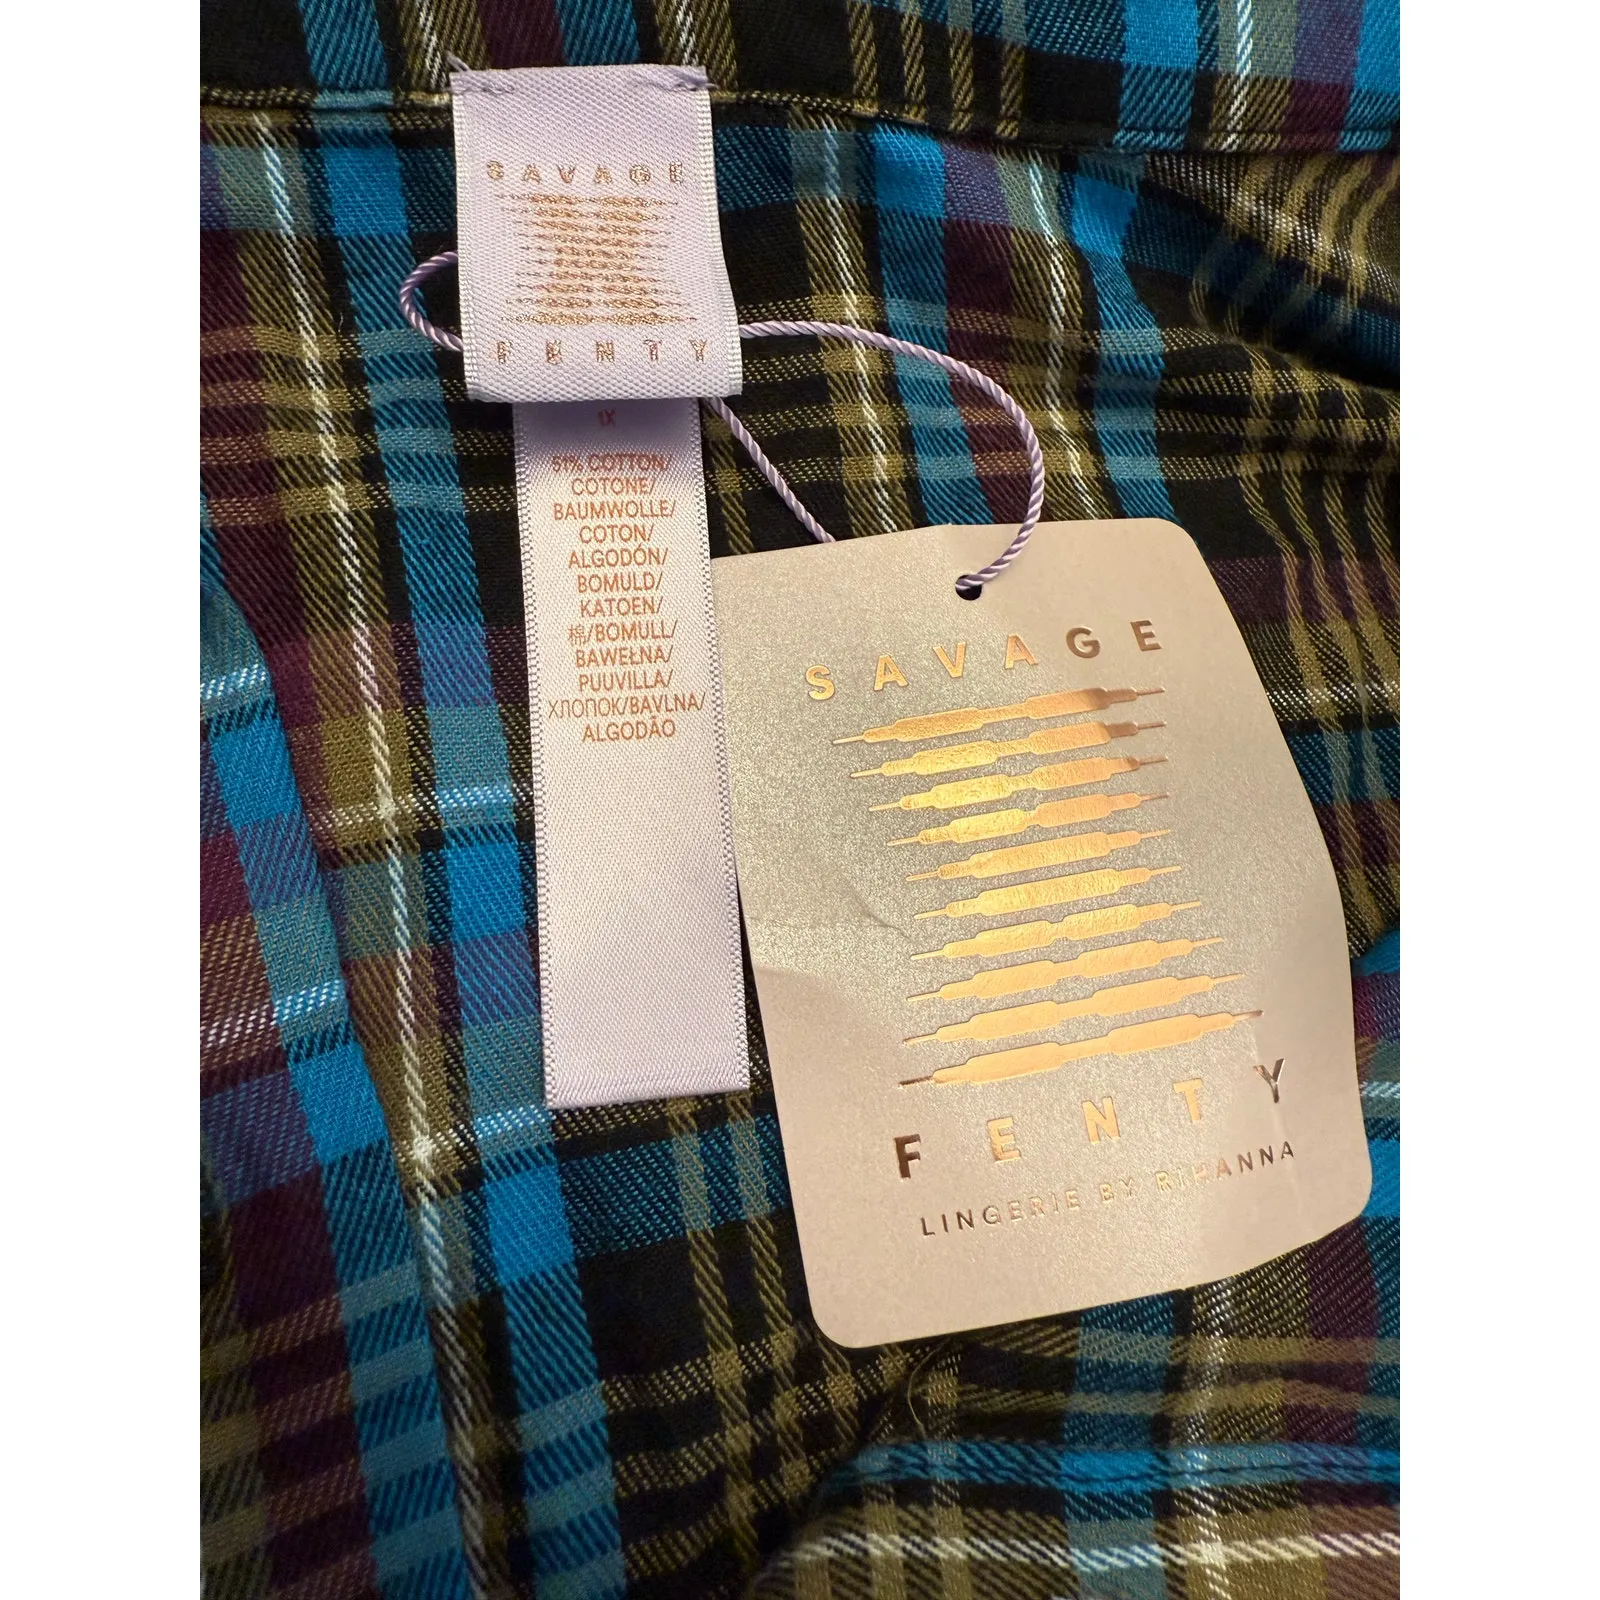 SAVAGE
FENTY
1X
51% COTTON/
COTONE/
BAUMWOLLE/
COTON/
ALGODÓN/
BOMULD/
KATOEN/
棉/BOMULL/
BAWEŁNA/
PUUVILLA/
ХЛОПОК/BAVLNA/
ALGODÃO
SAVAGE
FENTY
LINGERIE BY RIHANNA